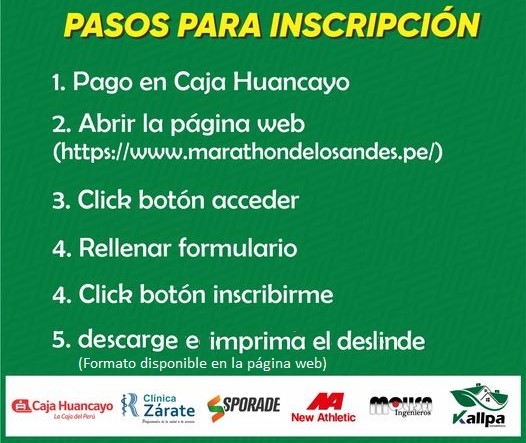 PASOS PARA INSCRIPCIÓN
1. Pago en Caja Huancayo
2. Abrir la página web
(https://www.marathondelosandes.pe/)
3. Click botón acceder
4. Rellenar formulario
4. Click botón inscribirme
5. descarge e imprima el deslinde
(Formato disponible en la página web)
Caja Huancayo
La Caja del Perú
Clínica
Zárate
SPORADE
New Athletic
Ingenieros
Kallpa